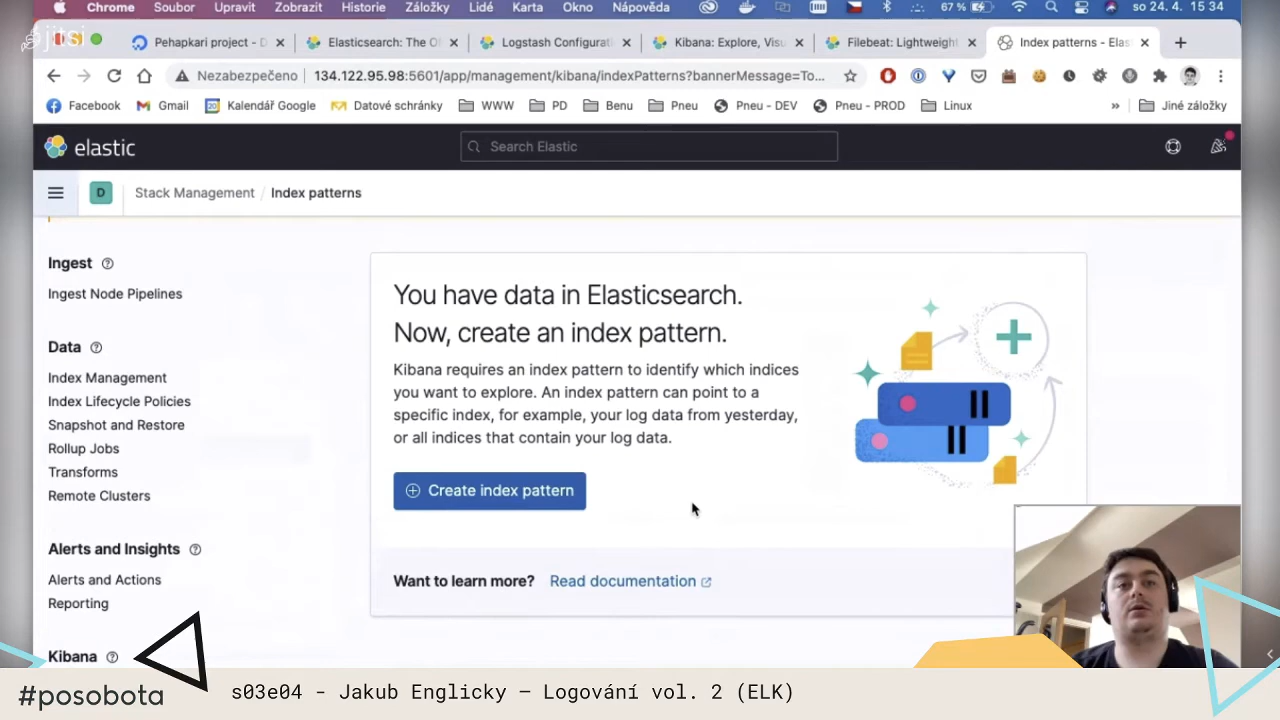 Chrome Soubor Upravit Zobrazit Historie Záložky Lidé Karta Okno Nápověda 67 % so 24. 4. 15 34
jitsi
Pehapkari project - D
Elasticsearch: The Of
Logstash Configurati
Kibana: Explore, Visu
Filebeat: Lightweight
Index patterns - Elas
Nezabezpečeno 134.122.95.98:5601/app/management/kibana/indexPatterns?bannerMessage=To...
Facebook Gmail Kalendář Google Datové schránky WWW PD Benu Pneu Pneu - DEV Pneu - PROD Linux » Jiné záložky
elastic
Search Elastic
D
Stack Management / Index patterns
Ingest
Ingest Node Pipelines
Data
Index Management
Index Lifecycle Policies
Snapshot and Restore
Rollup Jobs
Transforms
Remote Clusters
Alerts and Insights
Alerts and Actions
Reporting
Kibana
You have data in Elasticsearch.
Now, create an index pattern.
Kibana requires an index pattern to identify which indices
you want to explore. An index pattern can point to a
specific index, for example, your log data from yesterday,
or all indices that contain your log data.
Create index pattern
Want to learn more? Read documentation
#posobota
s03e04 - Jakub Englicky – Logování vol. 2 (ELK)